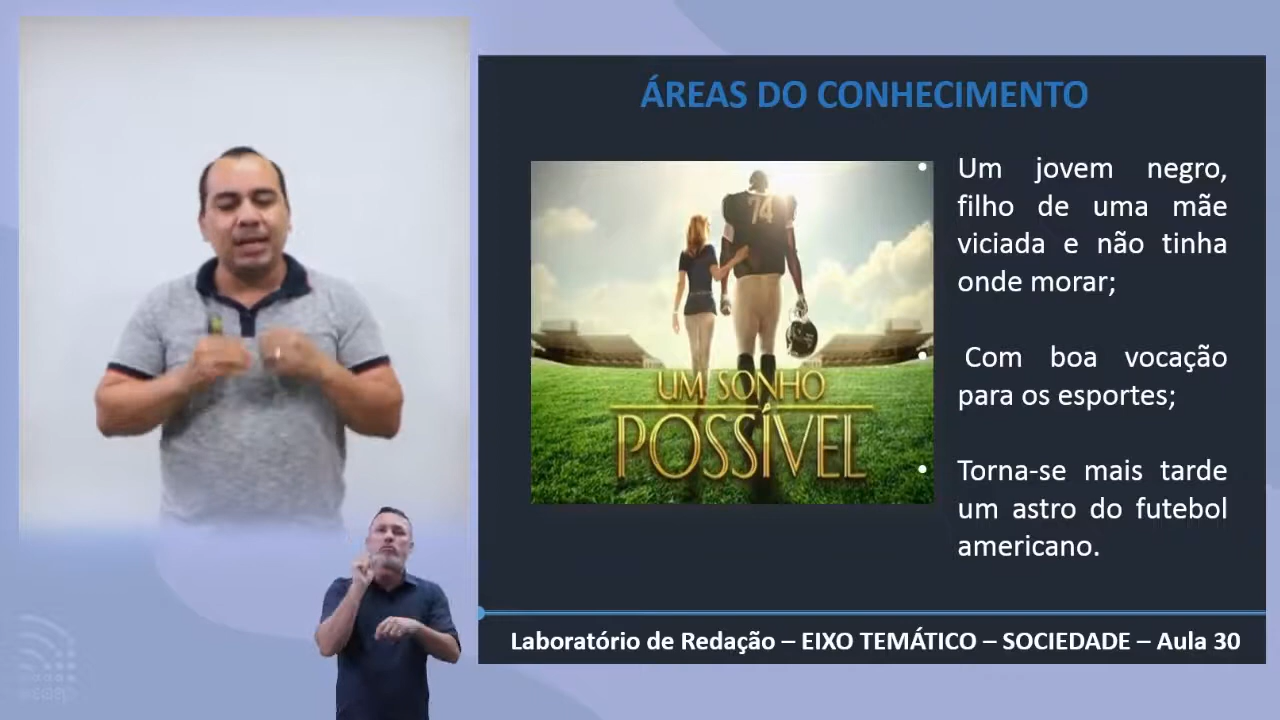 ÁREAS DO CONHECIMENTO
74
UM SONHO
POSSÍVEL
• Um jovem negro,
filho de uma mãe
viciada e não tinha
onde morar;
• Com boa vocação
para os esportes;
• Torna-se mais tarde
um astro do futebol
americano.
Laboratório de Redação – EIXO TEMÁTICO – SOCIEDADE – Aula 30